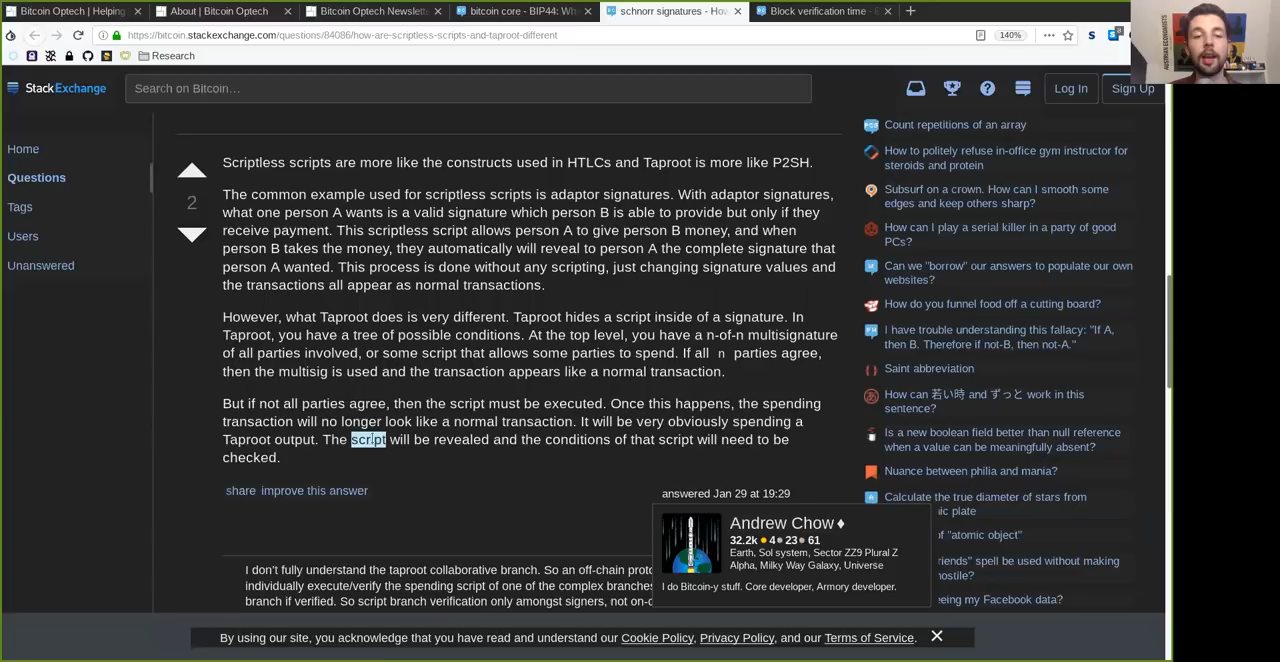 Bitcoin Optech | Helping
About | Bitcoin Optech
Bitcoin Optech Newslett
bitcoin core - BIP44: Wh
schnorr signatures - How
Block verification time - B
https://bitcoin.stackexchange.com/questions/84086/how-are-scriptless-scripts-and-taproot-different
140%
Research
AUSTRIAN ECONOMISTS
StackExchange
Search on Bitcoin…
Log In
Sign Up
Home
Questions
Tags
Users
Unanswered
2
Scriptless scripts are more like the constructs used in HTLCs and Taproot is more like P2SH.
The common example used for scriptless scripts is adaptor signatures. With adaptor signatures,
what one person A wants is a valid signature which person B is able to provide but only if they
receive payment. This scriptless script allows person A to give person B money, and when
person B takes the money, they automatically will reveal to person A the complete signature that
person A wanted. This process is done without any scripting, just changing signature values and
the transactions all appear as normal transactions.
However, what Taproot does is very different. Taproot hides a script inside of a signature. In
Taproot, you have a tree of possible conditions. At the top level, you have a n-of-n multisignature
of all parties involved, or some script that allows some parties to spend. If all n parties agree,
then the multisig is used and the transaction appears like a normal transaction.
But if not all parties agree, then the script must be executed. Once this happens, the spending
transaction will no longer look like a normal transaction. It will be very obviously spending a
Taproot output. The script will be revealed and the conditions of that script will need to be
checked.
share improve this answer
answered Jan 29 at 19:29
Andrew Chow♦
32.2k 4 23 61
Earth, Sol system, Sector ZZ9 Plural Z
Alpha, Milky Way Galaxy, Universe
I do Bitcoin-y stuff. Core developer, Armory developer.
I don't fully understand the taproot collaborative branch. So an off-chain proto
individually execute/verify the spending script of one of the complex branches
branch if verified. So script branch verification only amongst signers, not on-c
Count repetitions of an array
How to politely refuse in-office gym instructor for
steroids and protein
Subsurf on a crown. How can I smooth some
edges and keep others sharp?
How can I play a serial killer in a party of good
PCs?
Can we "borrow" our answers to populate our own
websites?
How do you funnel food off a cutting board?
I have trouble understanding this fallacy: "If A,
then B. Therefore if not-B, then not-A."
Saint abbreviation
How can 若い時 and ずっと work in this
sentence?
Is a new boolean field better than null reference
when a value can be meaningfully absent?
Nuance between philia and mania?
Calculate the true diameter of stars from
ic plate
of "atomic object"
riends" spell be used without making
nostile?
eing my Facebook data?
By using our site, you acknowledge that you have read and understand our Cookie Policy, Privacy Policy, and our Terms of Service.